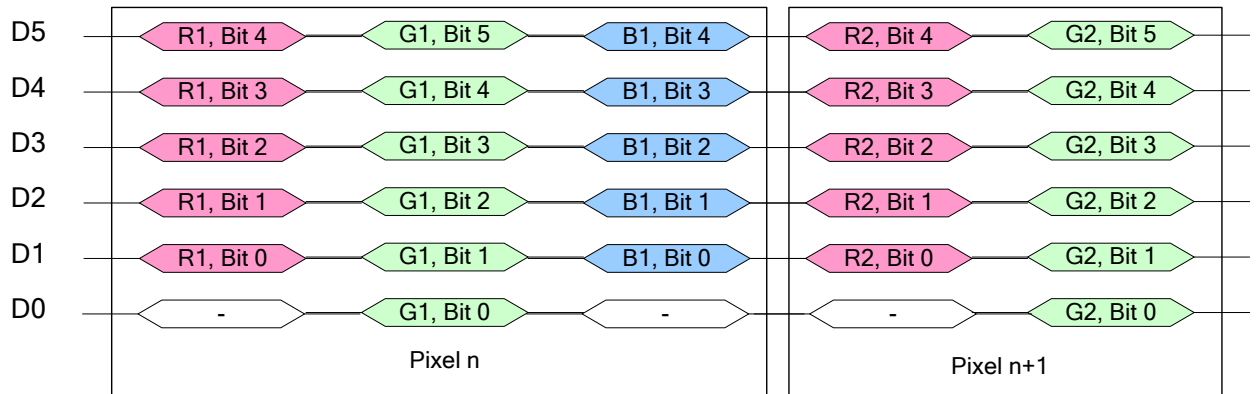 D5 R1, Bit 4 G1, Bit 5 B1, Bit 4 R2, Bit 4 G2, Bit 5
D4 R1, Bit 3 G1, Bit 4 B1, Bit 3 R2, Bit 3 G2, Bit 4
D3 R1, Bit 2 G1, Bit 3 B1, Bit 2 R2, Bit 2 G2, Bit 3
D2 R1, Bit 1 G1, Bit 2 B1, Bit 1 R2, Bit 1 G2, Bit 2
D1 R1, Bit 0 G1, Bit 1 B1, Bit 0 R2, Bit 0 G2, Bit 1
D0 - G1, Bit 0 - - G2, Bit 0
Pixel n Pixel n+1